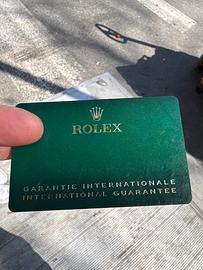 ROLEX
GARANTIE INTERNATIONALE
INTERNATIONAL GUARANTEE